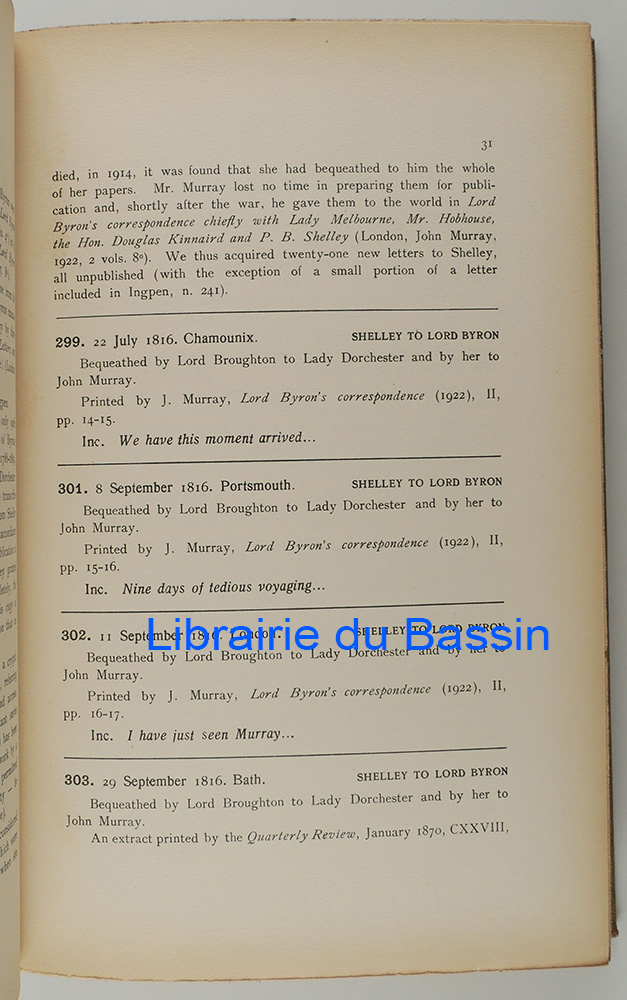 31
died, in 1914, it was found that she had bequeathed to him the whole
of her papers. Mr. Murray lost no time in preparing them for publi-
cation and, shortly after the war, he gave them to the world in Lord
Byron's correspondence chiefly with Lady Melbourne, Mr. Hobhouse,
the Hon. Douglas Kinnaird and P. B. Shelley (London, John Murray,
1922, 2 vols. 8º). We thus acquired twenty-one new letters to Shelley,
all unpublished (with the exception of a small portion of a letter
included in Ingpen, n. 241).
299. 22 July 1816. Chamounix. SHELLEY TO LORD BYRON
Bequeathed by Lord Broughton to Lady Dorchester and by her to
John Murray.
Printed by J. Murray, Lord Byron's correspondence (1922), II,
pp. 14-15.
Inc. We have this moment arrived...
301. 8 September 1816. Portsmouth. SHELLEY TO LORD BYRON
Bequeathed by Lord Broughton to Lady Dorchester and by her to
John Murray.
Printed by J. Murray, Lord Byron's correspondence (1922), II,
pp. 15-16.
Inc. Nine days of tedious voyaging...
302. 11 September 1816. London. SHELLEY TO LORD BYRON
Librairie du Bassin
Bequeathed by Lord Broughton to Lady Dorchester and by her to
John Murray.
Printed by J. Murray, Lord Byron's correspondence (1922), II,
pp. 16-17.
Inc. I have just seen Murray...
303. 29 September 1816. Bath. SHELLEY TO LORD BYRON
Bequeathed by Lord Broughton to Lady Dorchester and by her to
John Murray.
An extract printed by the Quarterly Review, January 1870, CXXVIII,